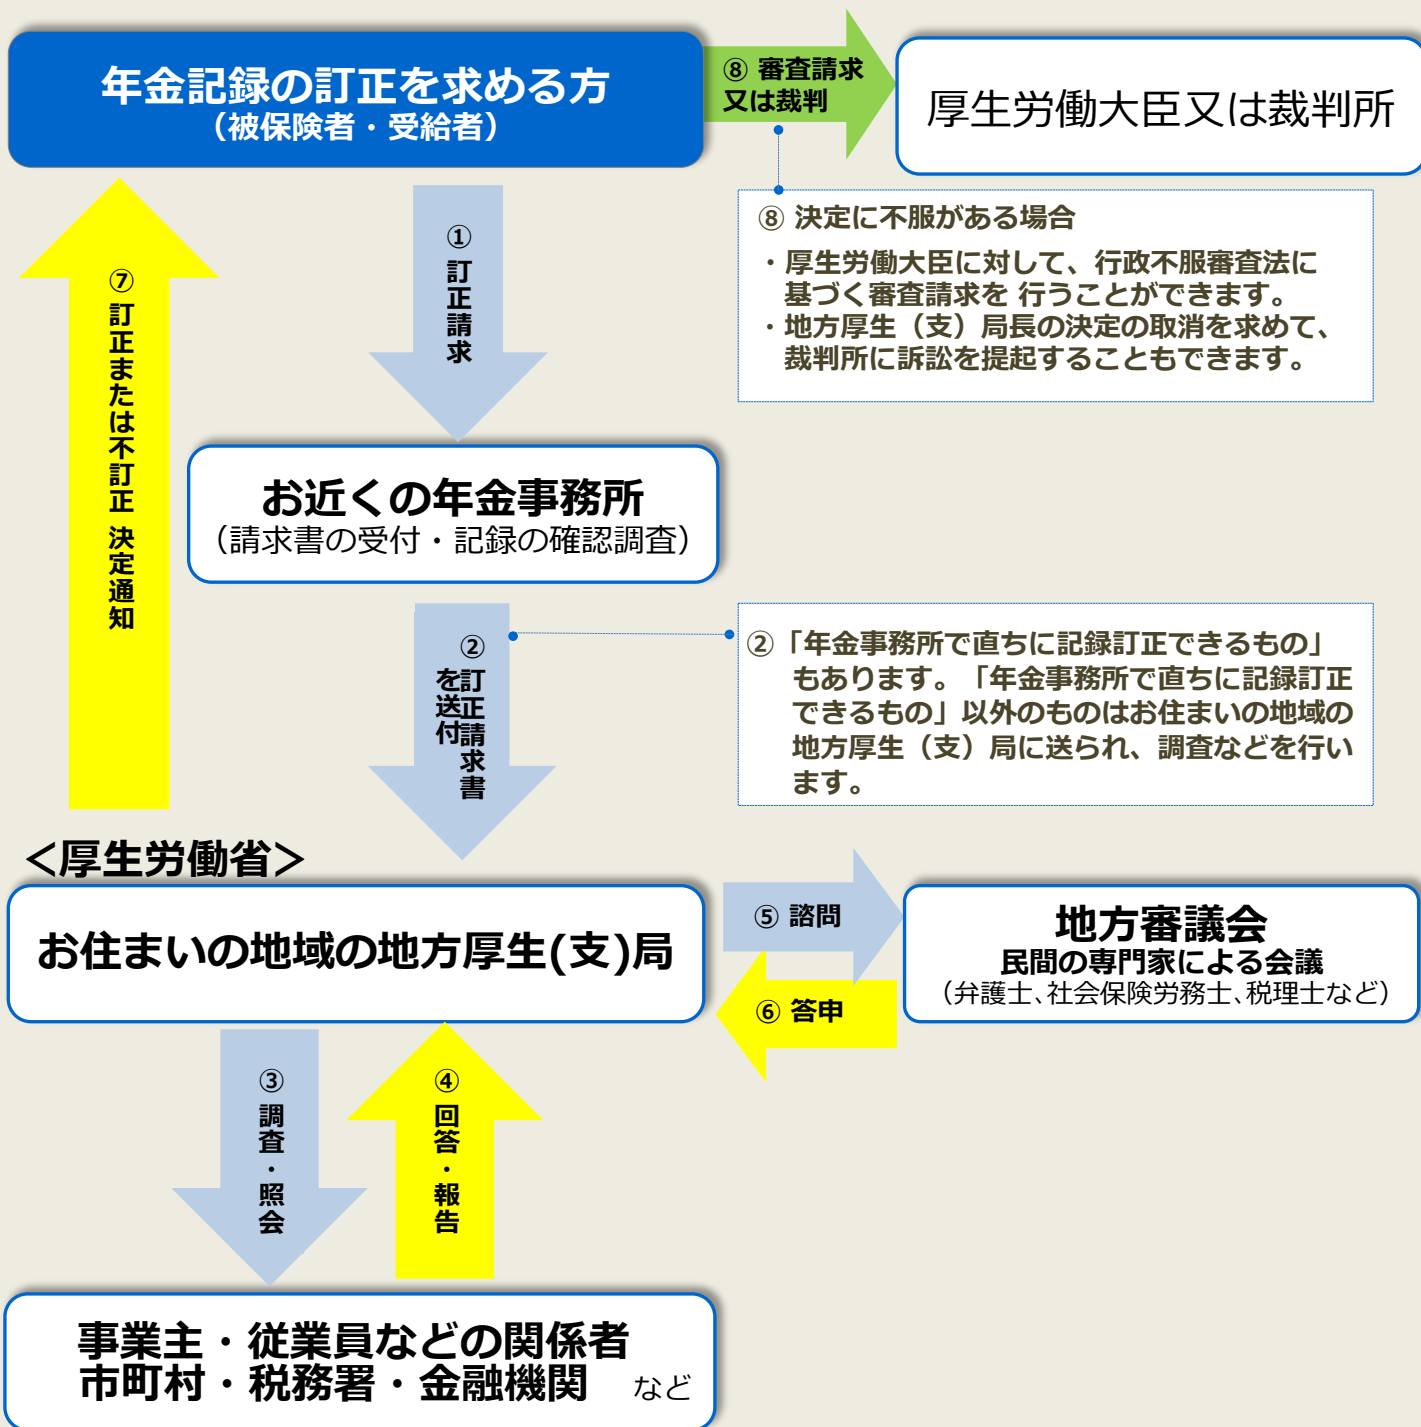 年金記録の訂正を求める方
（被保険者・受給者）
⑧ 審査請求
又は裁判
厚生労働大臣又は裁判所
⑧ 決定に不服がある場合
・厚生労働大臣に対して、行政不服審査法に
基づく審査請求を 行うことができます。
・地方厚生（支）局長の決定の取消を求めて、
裁判所に訴訟を提起することもできます。
① 訂正請求
⑦ 訂正または不訂正 決定通知
お近くの年金事務所
（請求書の受付・記録の確認調査）
② 訂正請求書
を送付
②「年金事務所で直ちに記録訂正できるもの」
もあります。「年金事務所で直ちに記録訂正
できるもの」以外のものはお住まいの地域の
地方厚生（支）局に送られ、調査などを行い
ます。
＜厚生労働省＞
お住まいの地域の地方厚生(支)局
⑤ 諮問
⑥ 答申
地方審議会
民間の専門家による会議
（弁護士、社会保険労務士、税理士など）
③ 調査・照会
④ 回答・報告
事業主・従業員などの関係者
市町村・税務署・金融機関 など